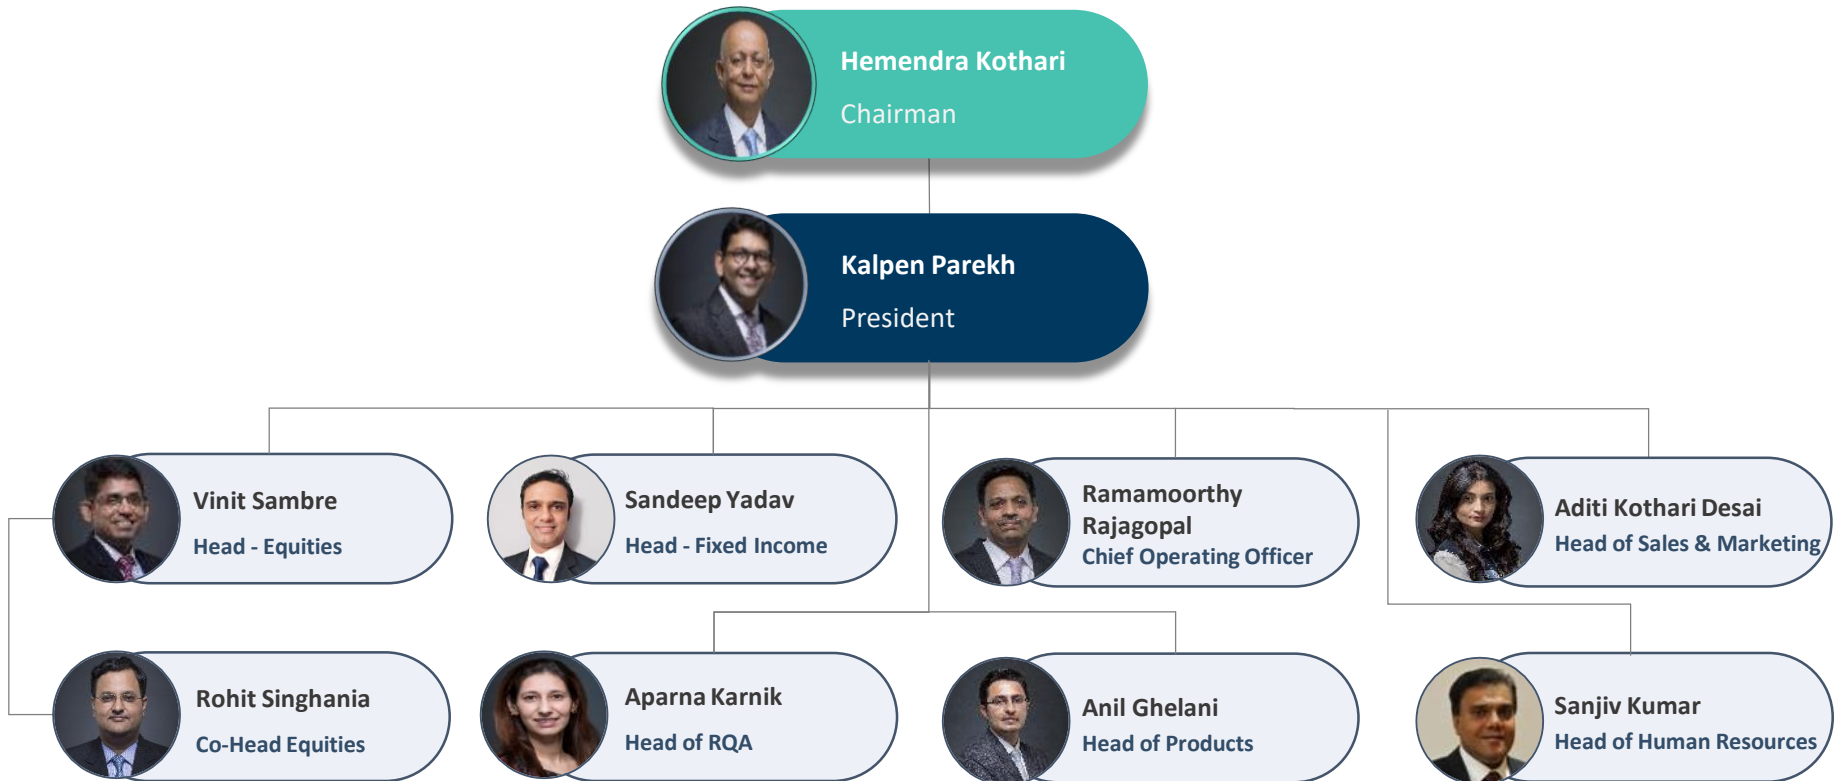 Hemendra Kothari
Chairman
Kalpen Parekh
President
Vinit Sambre
Head - Equities
Sandeep Yadav
Head - Fixed Income
Ramamoorthy
Rajagopal
Chief Operating Officer
Aditi Kothari Desai
Head of Sales & Marketing
Rohit Singhania
Co-Head Equities
Aparna Karnik
Head of RQA
Anil Ghelani
Head of Products
Sanjiv Kumar
Head of Human Resources